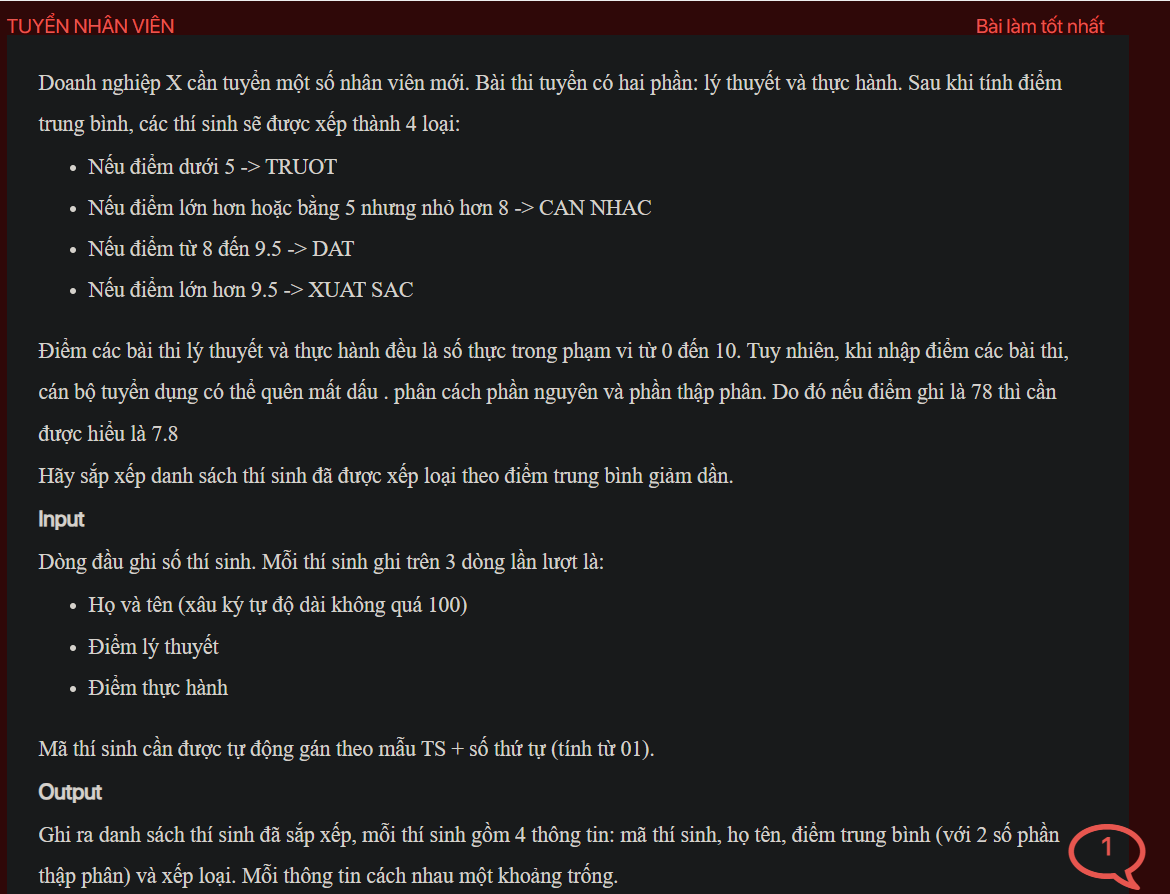 TUYỂN NHÂN VIÊN
Bài làm tốt nhất
Doanh nghiệp X cần tuyển một số nhân viên mới. Bài thi tuyển có hai phần: lý thuyết và thực hành. Sau khi tính điểm
trung bình, các thí sinh sẽ được xếp thành 4 loại:
• Nếu điểm dưới 5 -> TRUOT
• Nếu điểm lớn hơn hoặc bằng 5 nhưng nhỏ hơn 8 -> CAN NHAC
• Nếu điểm từ 8 đến 9.5 -> DAT
• Nếu điểm lớn hơn 9.5 -> XUAT SAC
Điểm các bài thi lý thuyết và thực hành đều là số thực trong phạm vi từ 0 đến 10. Tuy nhiên, khi nhập điểm các bài thi,
cán bộ tuyển dụng có thể quên mất dấu . phân cách phần nguyên và phần thập phân. Do đó nếu điểm ghi là 78 thì cần
được hiểu là 7.8
Hãy sắp xếp danh sách thí sinh đã được xếp loại theo điểm trung bình giảm dần.
Input
Dòng đầu ghi số thí sinh. Mỗi thí sinh ghi trên 3 dòng lần lượt là:
• Họ và tên (xâu ký tự độ dài không quá 100)
• Điểm lý thuyết
• Điểm thực hành
Mã thí sinh cần được tự động gán theo mẫu TS + số thứ tự (tính từ 01).
Output
Ghi ra danh sách thí sinh đã sắp xếp, mỗi thí sinh gồm 4 thông tin: mã thí sinh, họ tên, điểm trung bình (với 2 số phần
thập phân) và xếp loại. Mỗi thông tin cách nhau một khoảng trống.
1